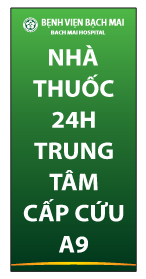 BỆNH VIỆN BẠCH MAI
BACH MAI HOSPITAL
NHÀ
THUỐC
24H
TRUNG
TÂM
CẤP CỨU
A9